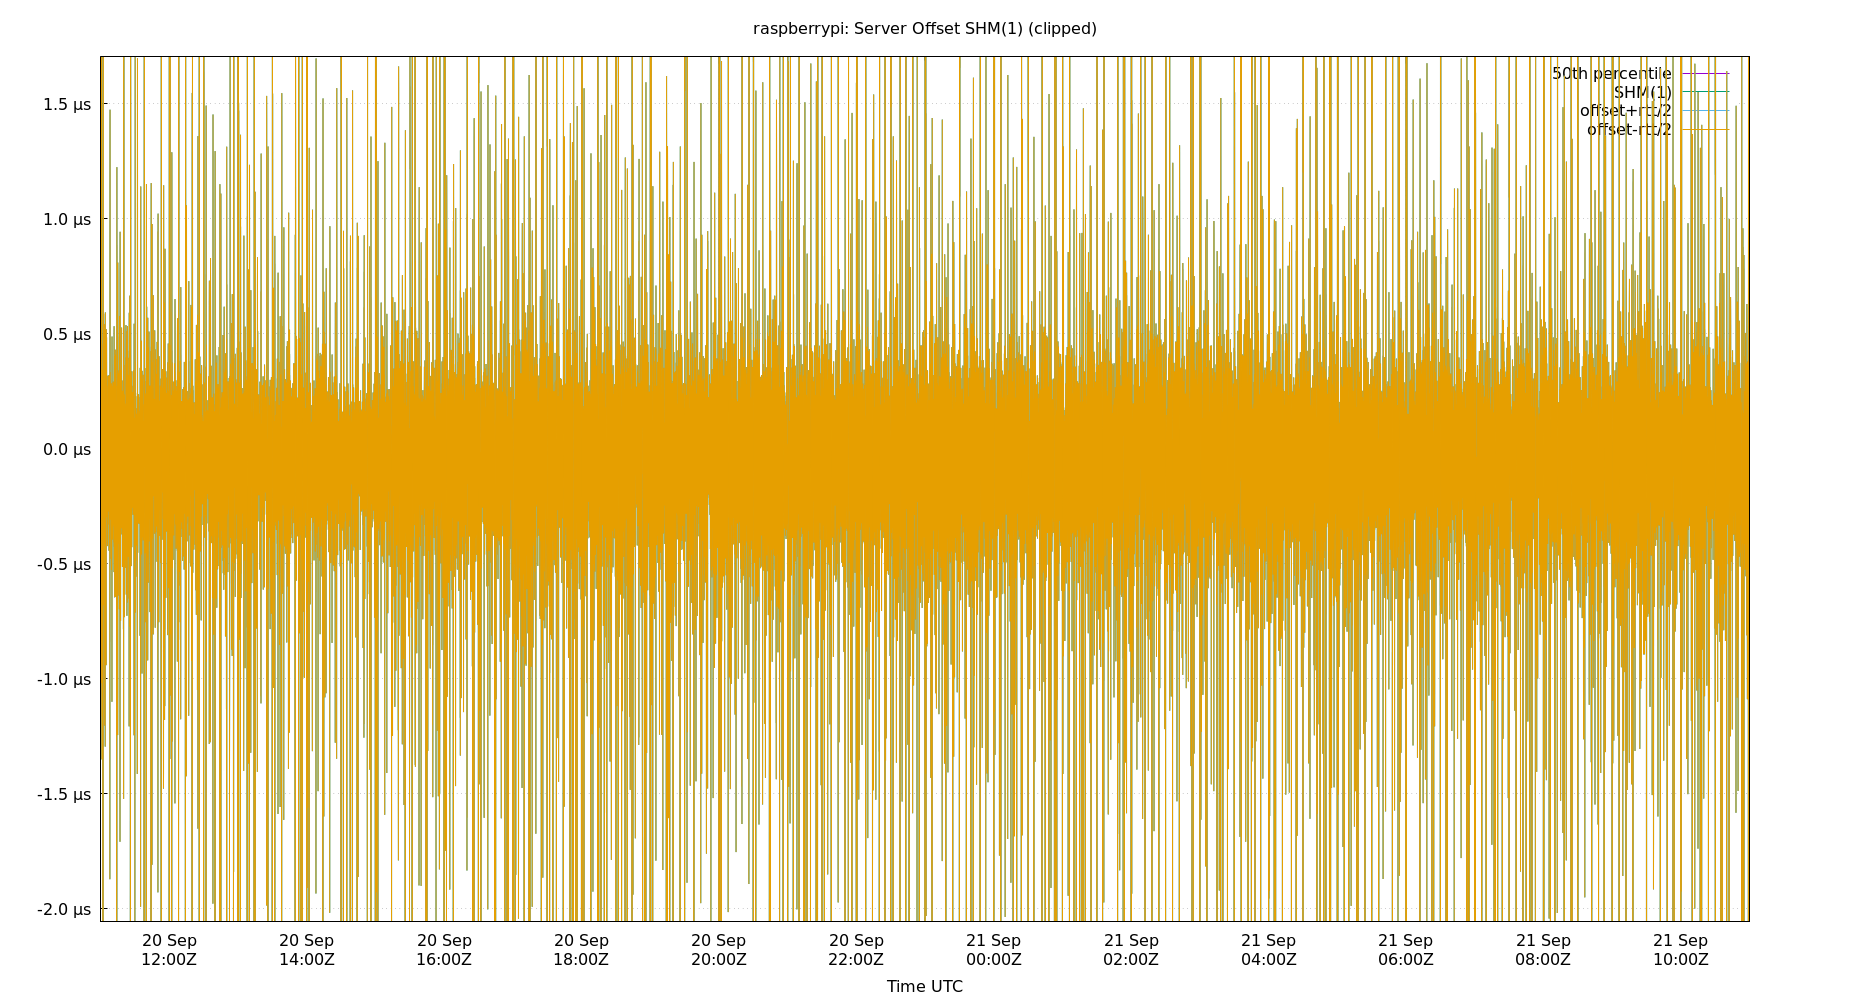 raspberrypi: Server Offset SHM(1) (clipped)
50th percentile
SHM(1)
offset+rtt/2
offset-rtt/2
1.5 µs
1.0 µs
0.5 µs
0.0 µs
-0.5 µs
-1.0 µs
-1.5 µs
-2.0 µs
20 Sep 20 Sep 20 Sep 20 Sep 20 Sep 20 Sep 21 Sep 21 Sep 21 Sep 21 Sep 21 Sep 21 Sep
12:00Z 14:00Z 16:00Z 18:00Z 20:00Z 22:00Z 00:00Z 02:00Z 04:00Z 06:00Z 08:00Z 10:00Z
Time UTC